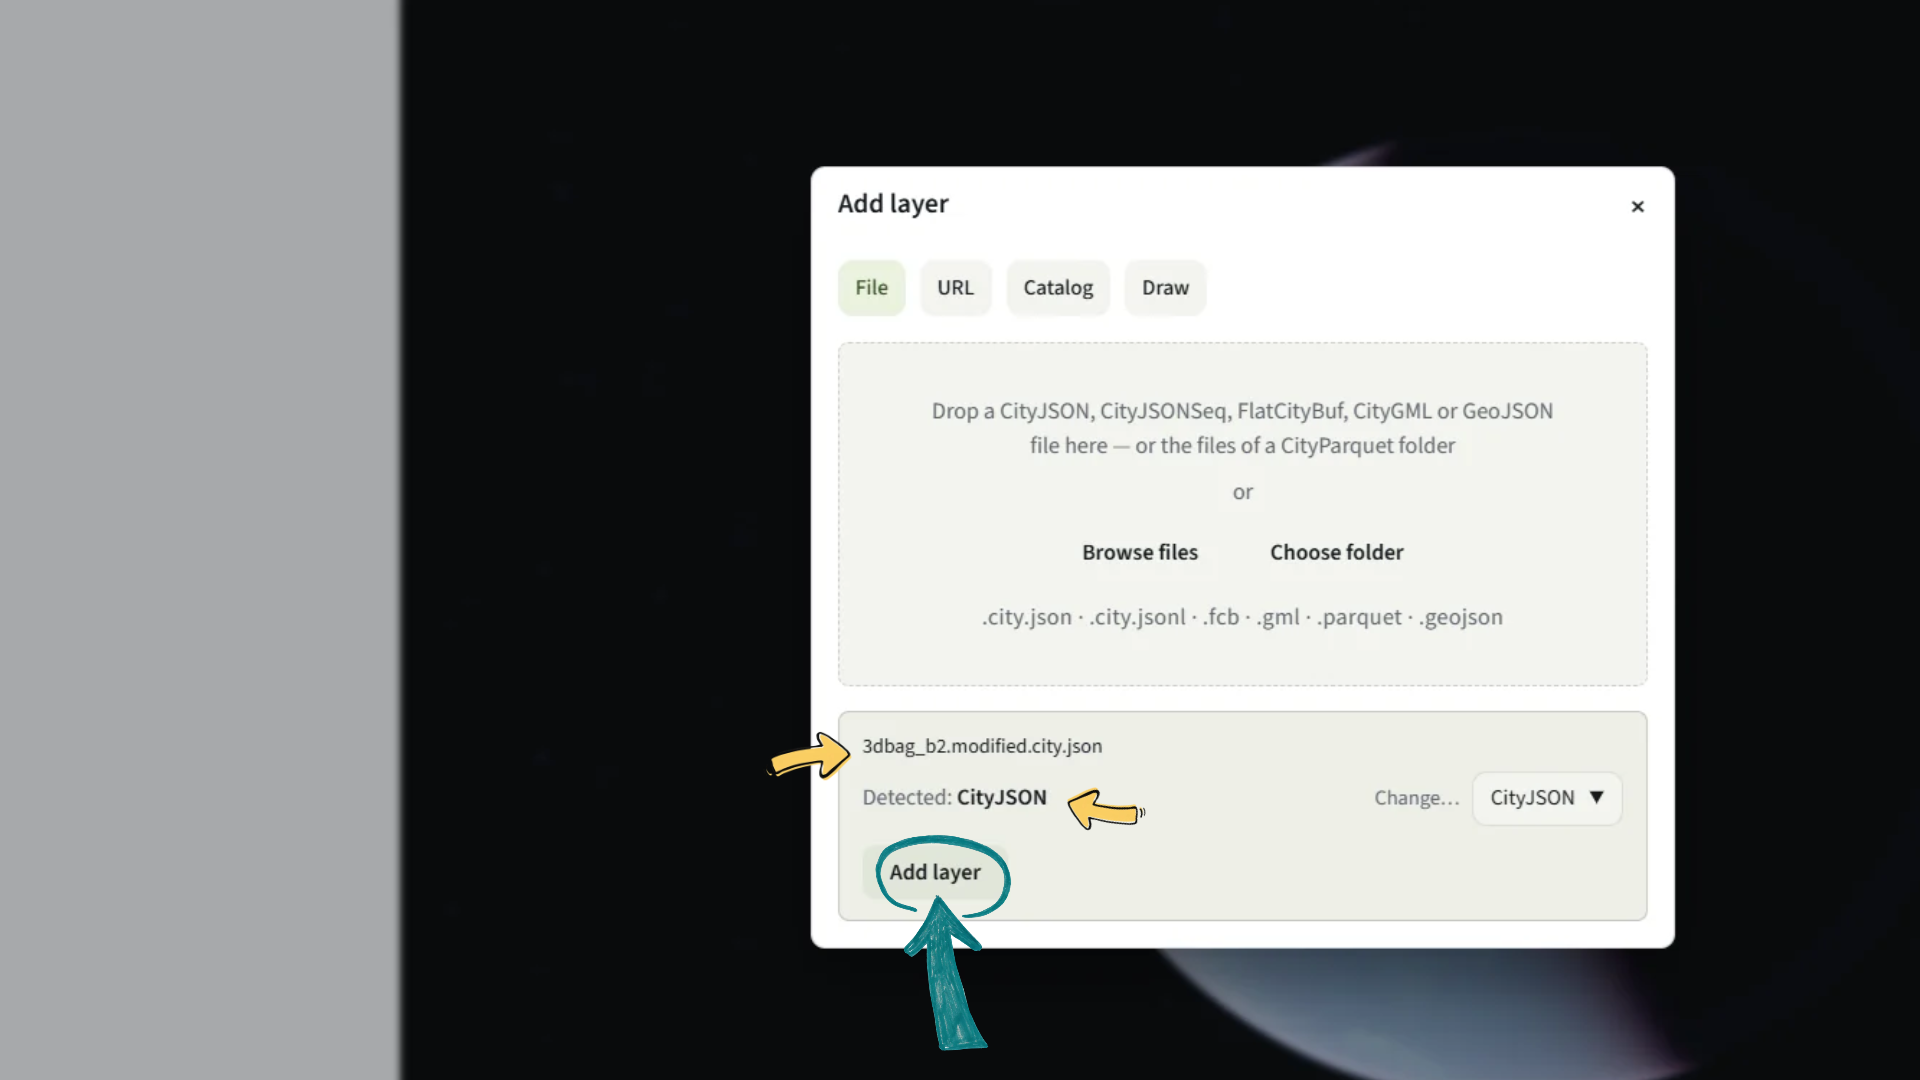 Add layer
×
File
URL
Catalog
Draw
Drop a CityJSON, CityJSONSeq, FlatCityBuf, CityGML or GeoJSON
file here — or the files of a CityParquet folder
or
Browse files
Choose folder
.city.json · .city.jsonl · .fcb · .gml · .parquet · .geojson
3dbag_b2.modified.city.json
Detected: CityJSON
Change...
CityJSON ▼
Add layer